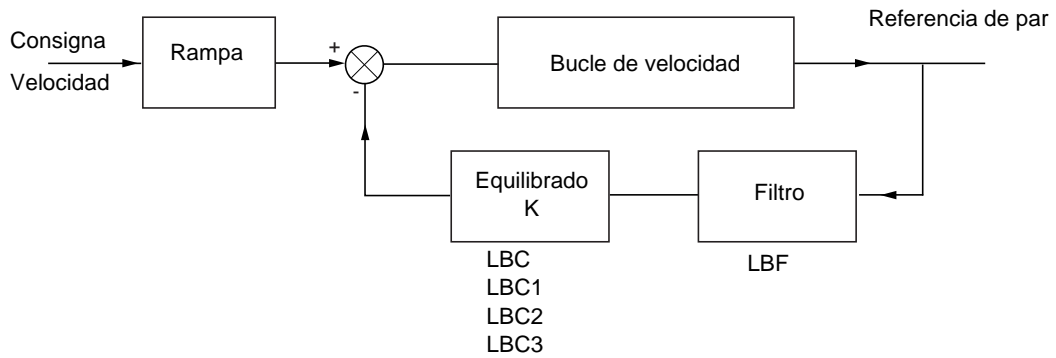 Consigna
Velocidad
Rampa
+
-
Bucle de velocidad
Referencia de par
Equilibrado
K
Filtro
LBC
LBC1
LBC2
LBC3
LBF